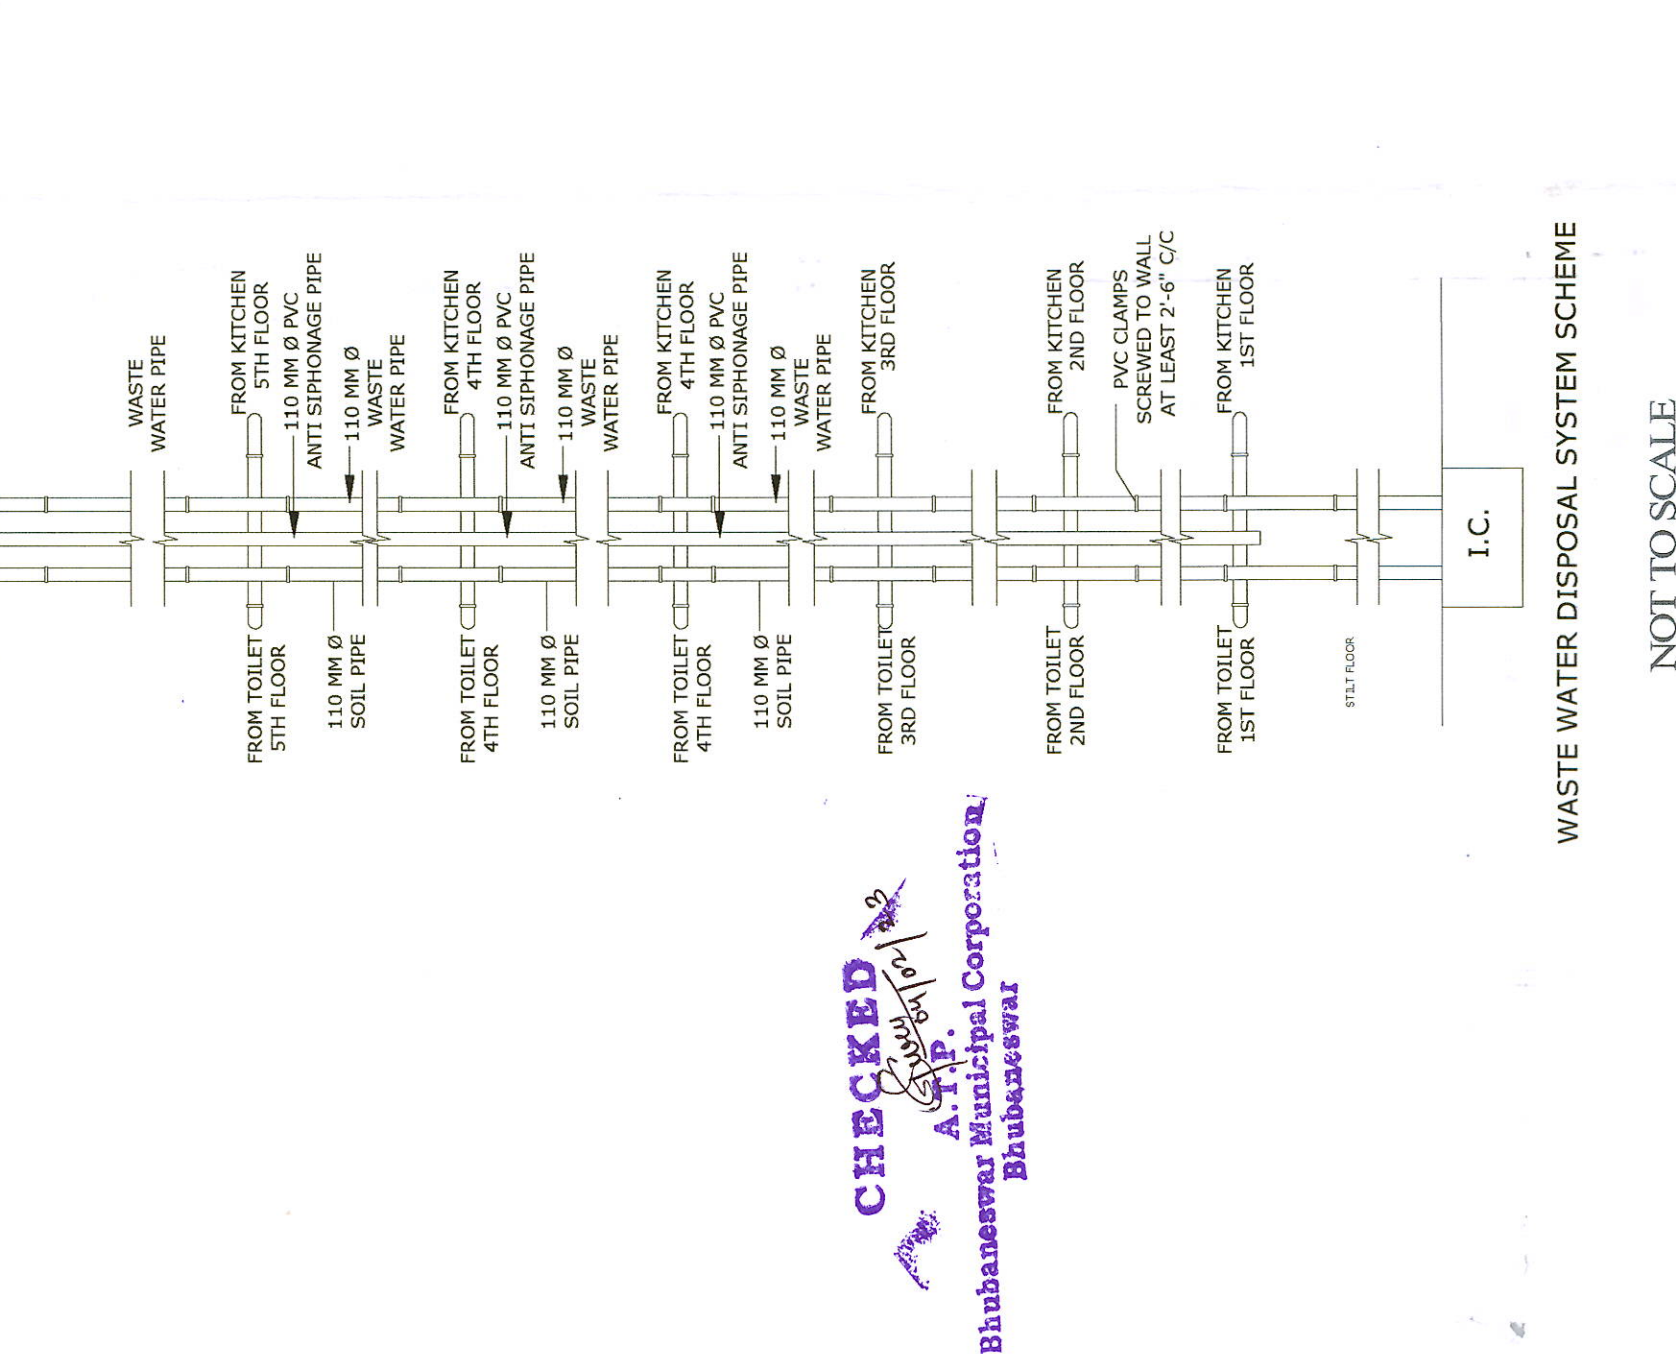 WASTE
WATER PIPE
FROM KITCHEN
5TH FLOOR
110 MM Ø PVC
ANTI SIPHONAGE PIPE
110 MM Ø
WASTE
WATER PIPE
FROM TOILET
5TH FLOOR
110 MM Ø
SOIL PIPE
FROM KITCHEN
4TH FLOOR
110 MM Ø PVC
ANTI SIPHONAGE PIPE
110 MM Ø
WASTE
WATER PIPE
FROM TOILET
4TH FLOOR
110 MM Ø
SOIL PIPE
FROM KITCHEN
4TH FLOOR
110 MM Ø PVC
ANTI SIPHONAGE PIPE
110 MM Ø
WASTE
WATER PIPE
FROM TOILET
4TH FLOOR
110 MM Ø
SOIL PIPE
FROM KITCHEN
3RD FLOOR
FROM TOILET
3RD FLOOR
FROM KITCHEN
2ND FLOOR
FROM TOILET
2ND FLOOR
PVC CLAMPS
SCREWED TO WALL
AT LEAST 2'-6" C/C
FROM KITCHEN
1ST FLOOR
FROM TOILET
1ST FLOOR
STILT FLOOR
I.C.
WASTE WATER DISPOSAL SYSTEM SCHEME
NOT TO SCALE
CHECKED
A.T.P.
Bhubaneswar Municipal Corporation
Bhubaneswar